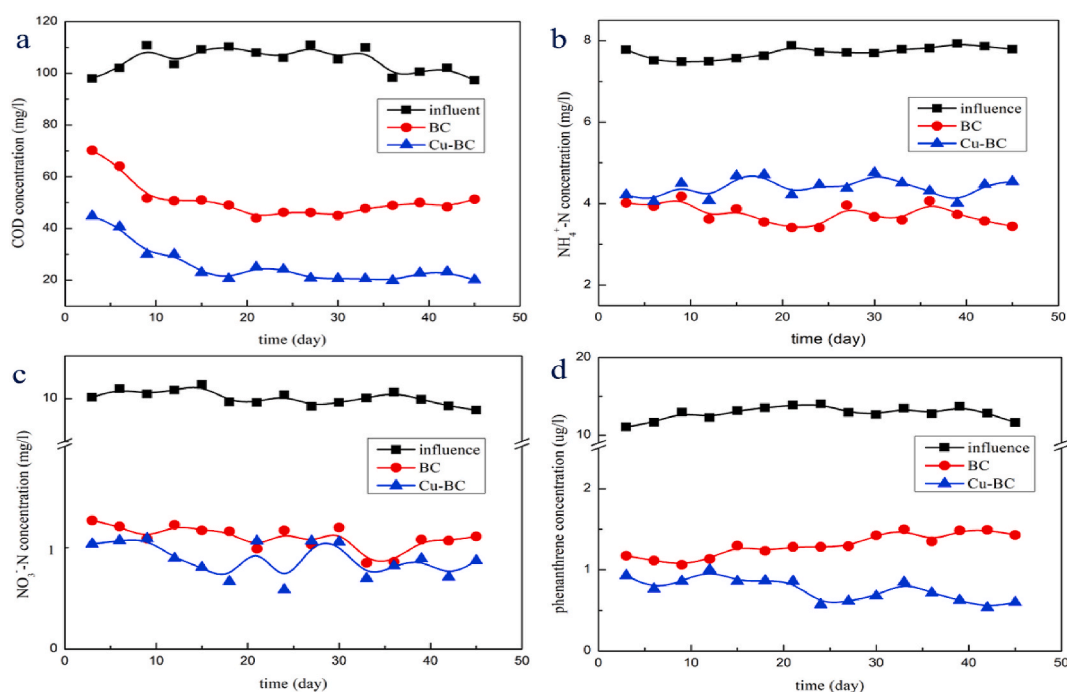 a
COD concentration (mg/l)
120
100
80
60
40
20
influent
BC
Cu-BC
0 10 20 30 40 50
time (day)
b
NH4+-N concentration (mg/l)
8
6
4
2
influence
BC
Cu-BC
0 10 20 30 40 50
time (day)
c
NO3−-N concentration (mg/l)
10
1
influence
BC
Cu-BC
0 10 20 30 40 50
time (day)
d
phenanthrene concentration (ug/l)
20
10
2
1
0
influence
BC
Cu-BC
0 10 20 30 40 50
time (day)